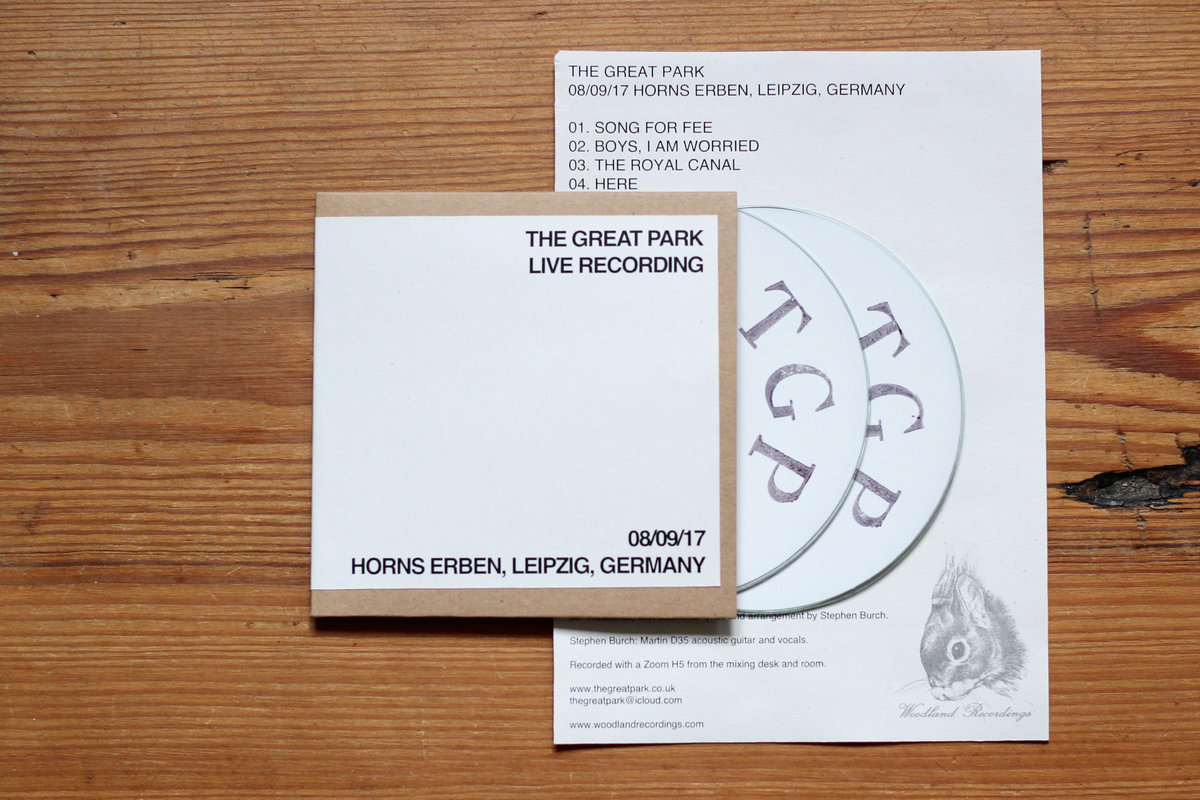 THE GREAT PARK
08/09/17 HORNS ERBEN, LEIPZIG, GERMANY
01. SONG FOR FEE
02. BOYS, I AM WORRIED
03. THE ROYAL CANAL
04. HERE
THE GREAT PARK
LIVE RECORDING
08/09/17
HORNS ERBEN, LEIPZIG, GERMANY
TGP
TGP
arrangement by Stephen Burch.
Stephen Burch: Martin D35 acoustic guitar and vocals.
Recorded with a Zoom H5 from the mixing desk and room.
www.thegreatpark.co.uk
thegreatpark@icloud.com
www.woodlandrecordings.com
Woodland Recordings